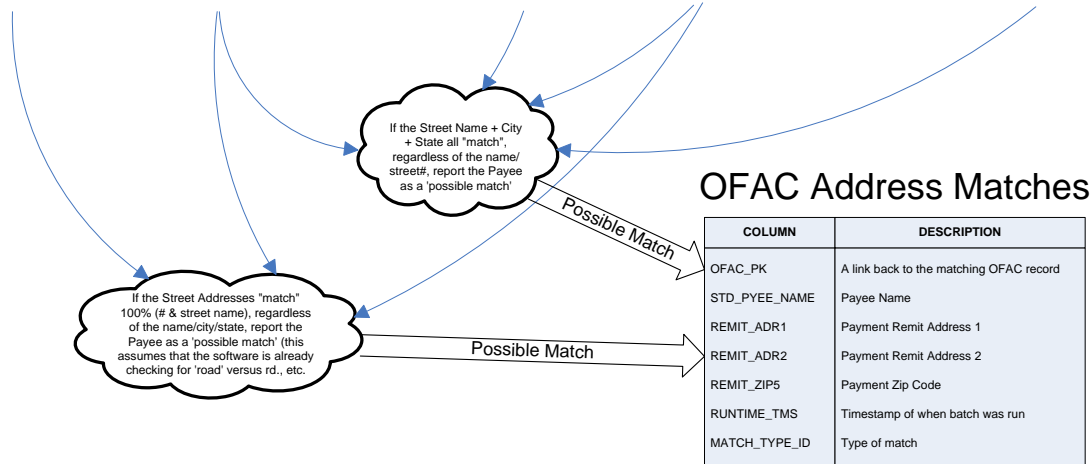 If the Street Name + City
+ State all "match",
regardless of the name/
street#, report the Payee
as a 'possible match'
Possible Match
OFAC Address Matches
COLUMN DESCRIPTION
OFAC_PK A link back to the matching OFAC record
STD_PYEE_NAME Payee Name
REMIT_ADR1 Payment Remit Address 1
REMIT_ADR2 Payment Remit Address 2
REMIT_ZIP5 Payment Zip Code
RUNTIME_TMS Timestamp of when batch was run
MATCH_TYPE_ID Type of match
If the Street Addresses "match"
100% (# & street name), regardless
of the name/city/state, report the
Payee as a 'possible match' (this
assumes that the software is already
checking for 'road' versus rd., etc.
Possible Match